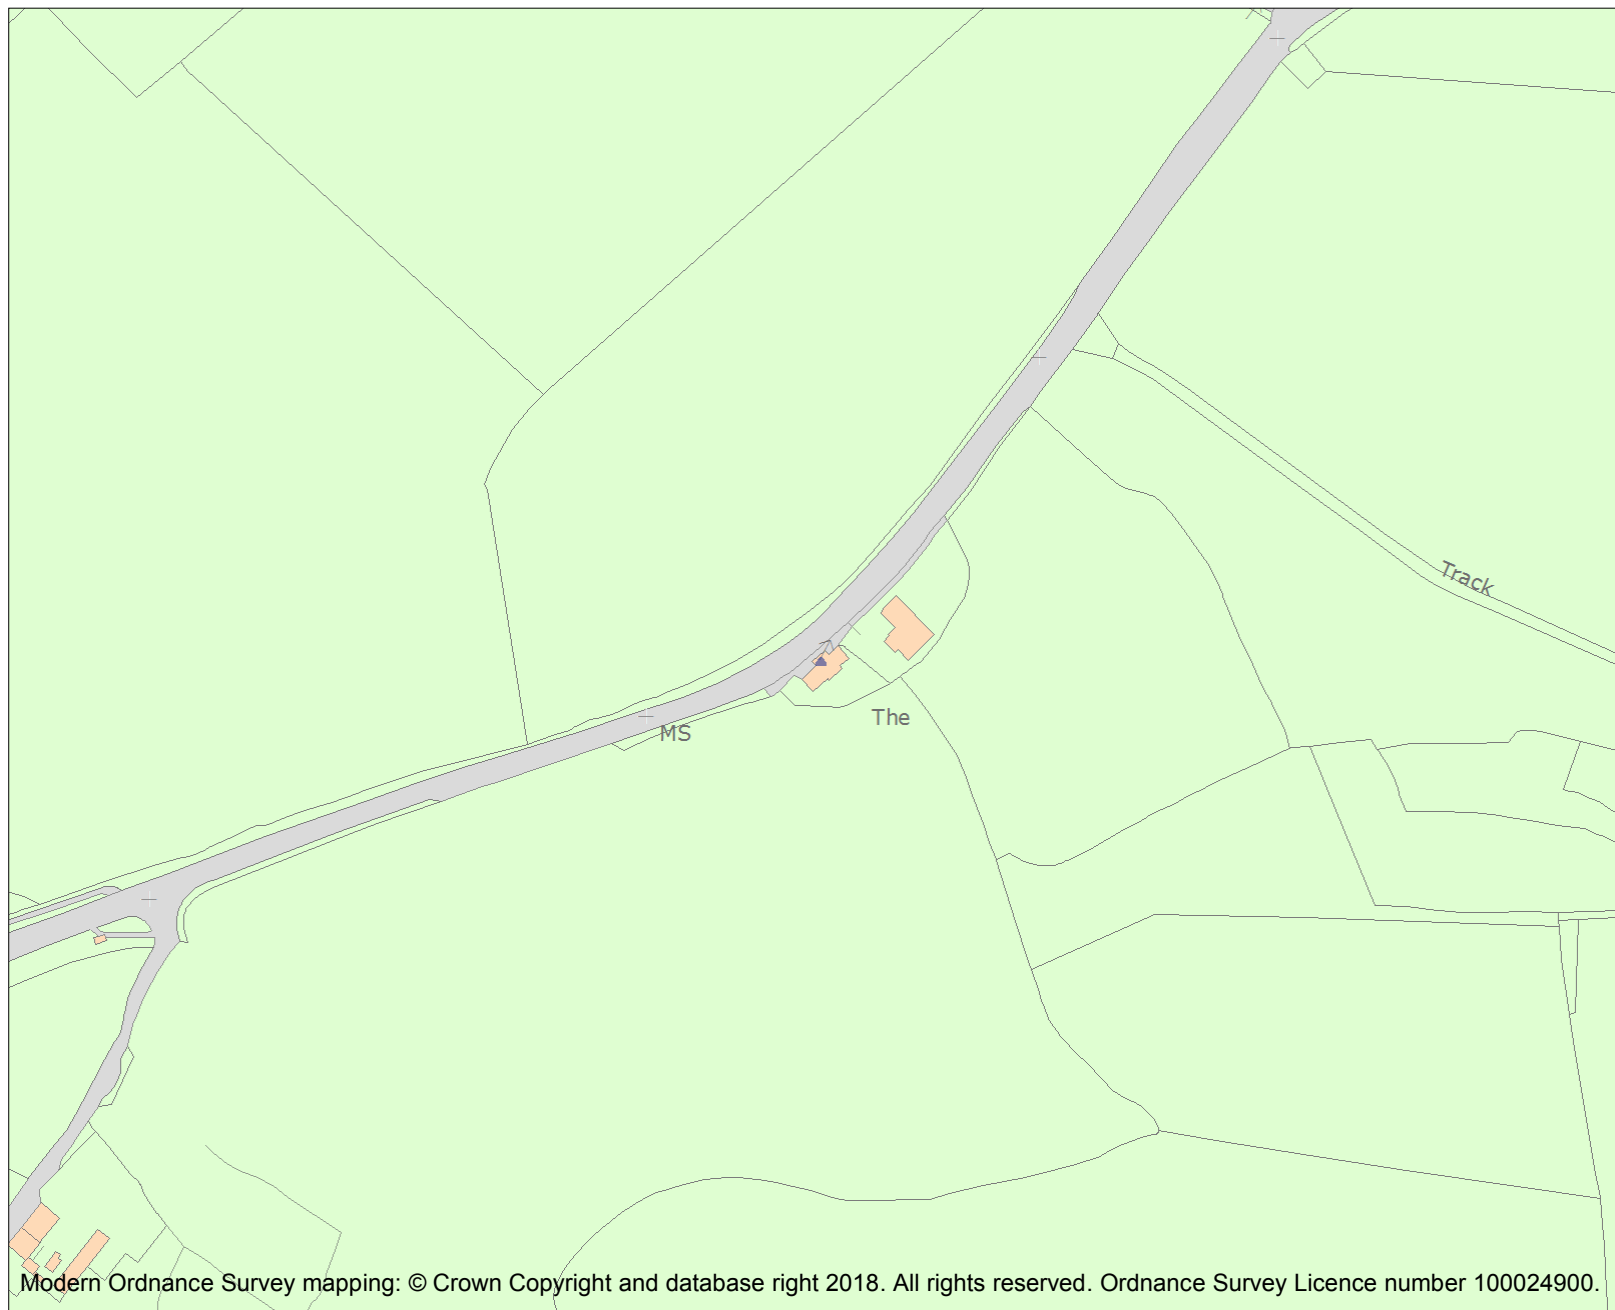 Track
The
MS
Modern Ordnance Survey mapping: © Crown Copyright and database right 2018. All rights reserved. Ordnance Survey Licence number 100024900.